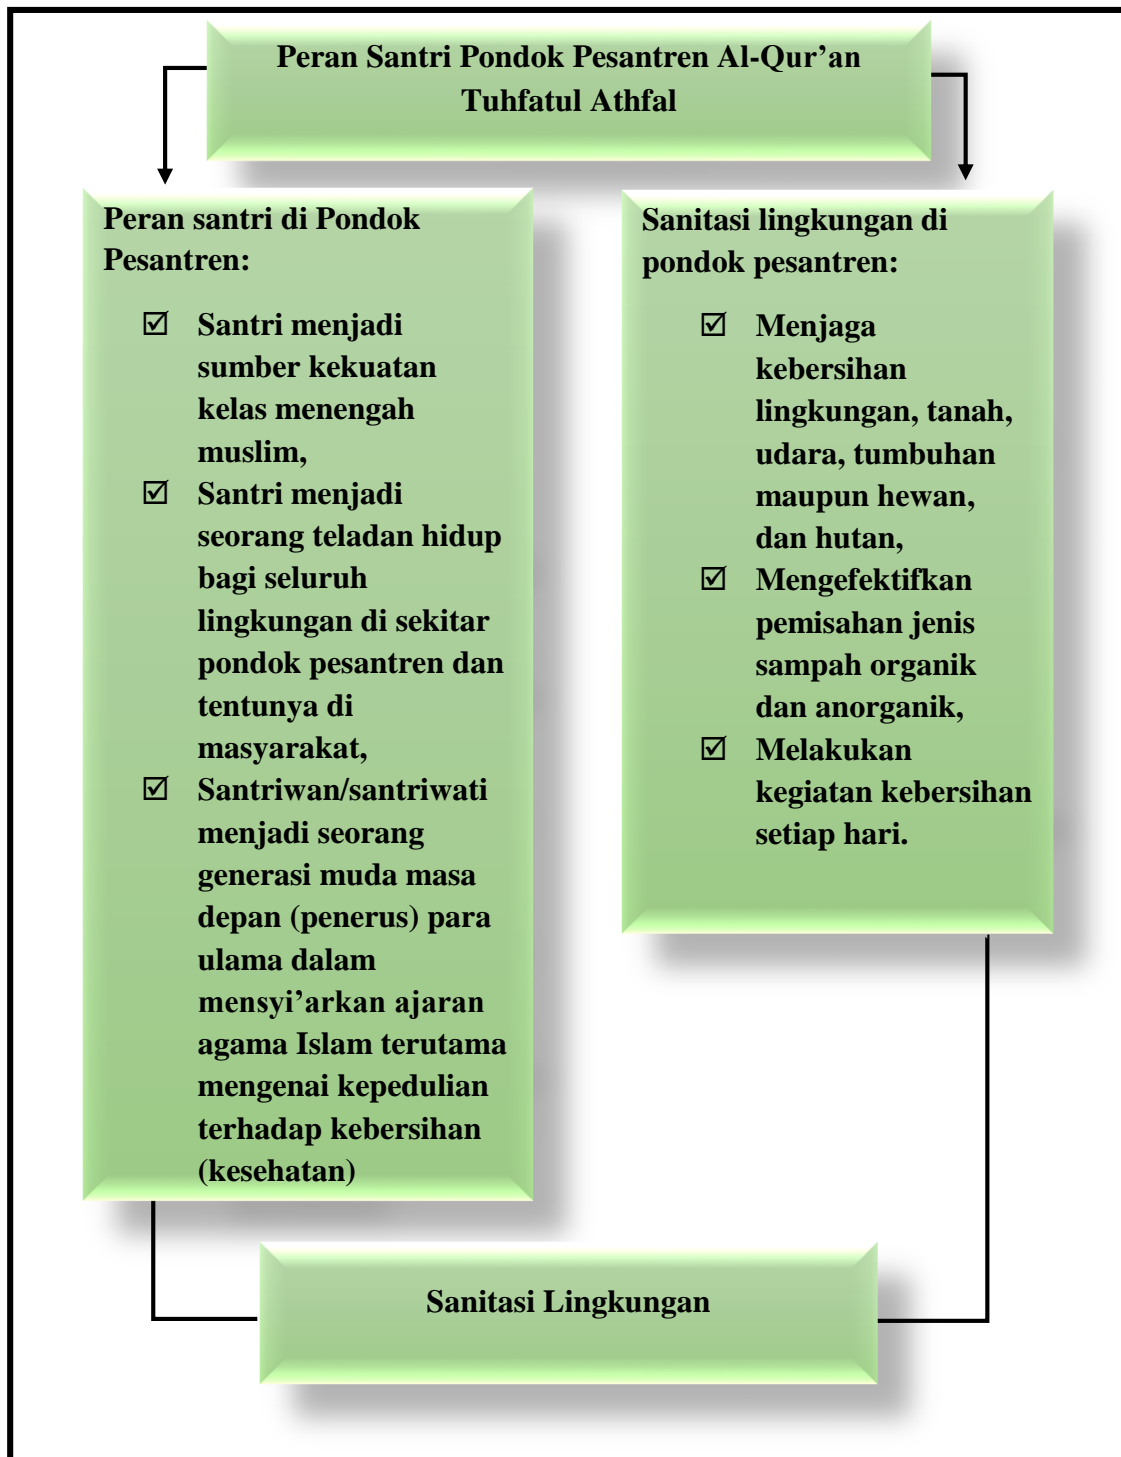 Peran Santri Pondok Pesantren Al-Qur’an
Tuhfatul Athfal
Peran santri di Pondok
Pesantren:
☑ Santri menjadi
sumber kekuatan
kelas menengah
muslim,
☑ Santri menjadi
seorang teladan hidup
bagi seluruh
lingkungan di sekitar
pondok pesantren dan
tentunya di
masyarakat,
☑ Santriwan/santriwati
menjadi seorang
generasi muda masa
depan (penerus) para
ulama dalam
mensyi’arkan ajaran
agama Islam terutama
mengenai kepedulian
terhadap kebersihan
(kesehatan)
Sanitasi lingkungan di
pondok pesantren:
☑ Menjaga
kebersihan
lingkungan, tanah,
udara, tumbuhan
maupun hewan,
dan hutan,
☑ Mengefektifkan
pemisahan jenis
sampah organik
dan anorganik,
☑ Melakukan
kegiatan kebersihan
setiap hari.
Sanitasi Lingkungan